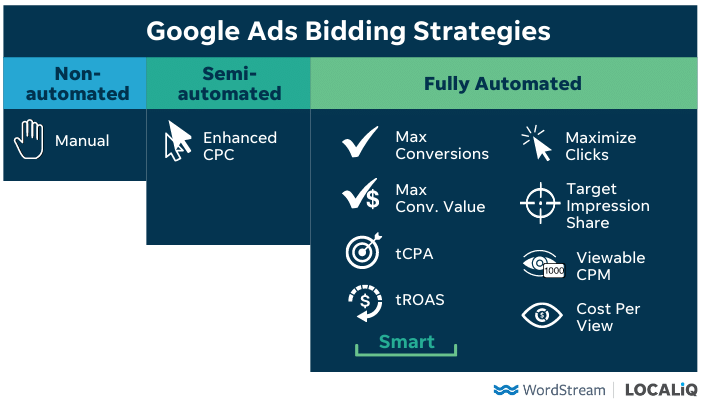 Google Ads Bidding Strategies
Non-
automated
Semi-
automated
Fully Automated
Manual
Enhanced
CPC
Max
Conversions
Max
Conv. Value
$
tCPA
$
tROAS
Smart
Maximize
Clicks
Target
Impression
Share
1000
Viewable
CPM
$
Cost Per
View
WordStream
LOCALiQ